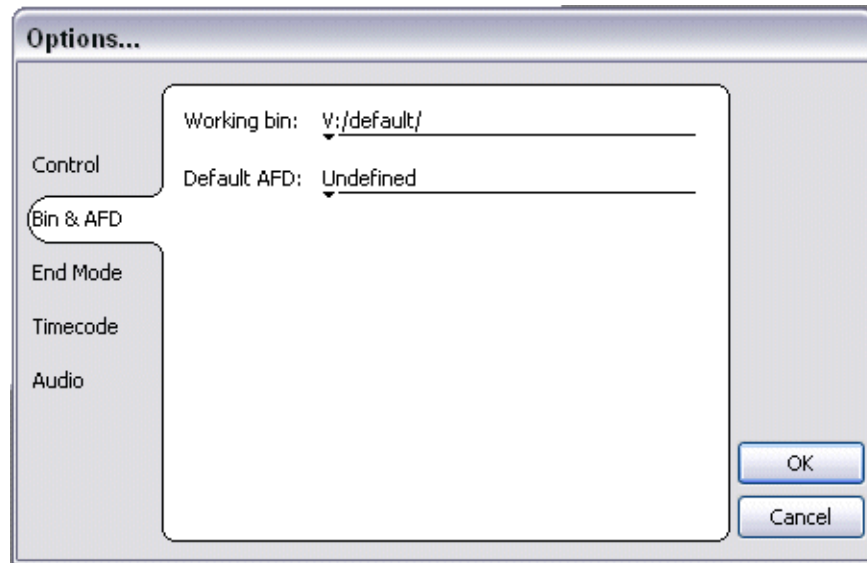 Options...
Control
Bin & AFD
End Mode
Timecode
Audio
Working bin: V:/default/
Default AFD: Undefined
OK
Cancel